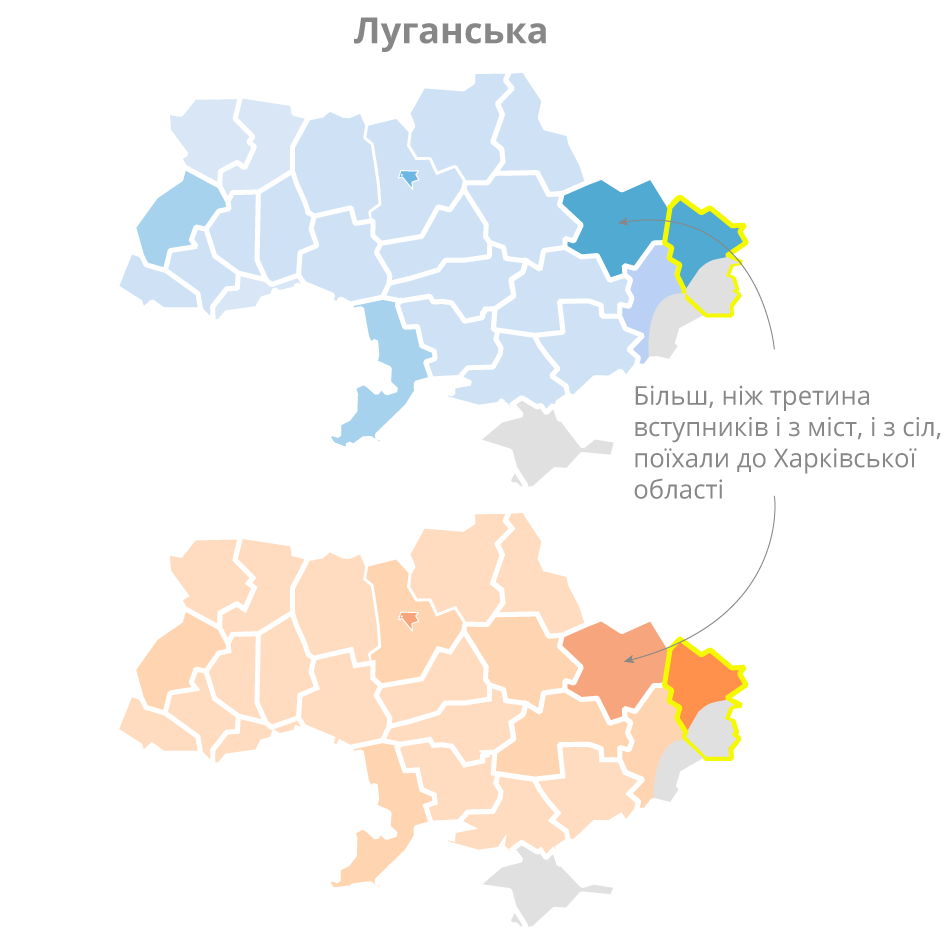 Луганська
Більш, ніж третина
вступників і з міст, і з сіл,
поїхали до Харківської
області